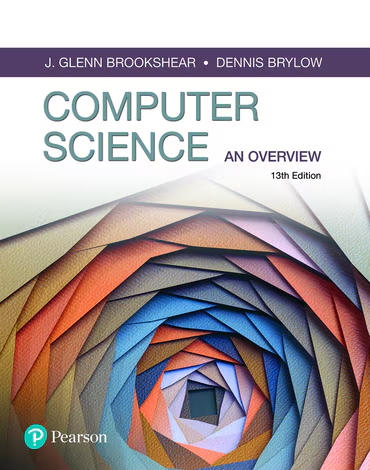 J. GLENN BROOKSHEAR • DENNIS BRYLOW
COMPUTER
SCIENCE AN OVERVIEW
13th Edition
Pearson